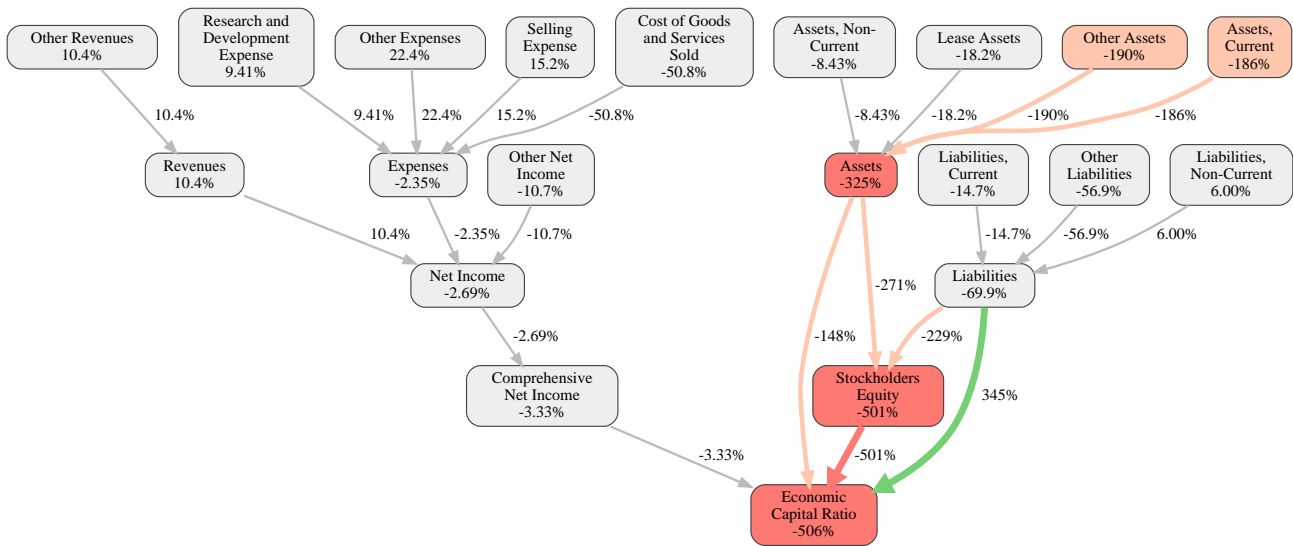 Other Revenues
10.4%
Research and
Development
Expense
9.41%
Other Expenses
22.4%
Selling
Expense
15.2%
Cost of Goods
and Services
Sold
-50.8%
Assets, Non-
Current
-8.43%
Lease Assets
-18.2%
Other Assets
-190%
Assets,
Current
-186%
10.4%
9.41%
22.4%
15.2%
-50.8%
-8.43%
-18.2%
-190%
-186%
Revenues
10.4%
Expenses
-2.35%
Other Net
Income
-10.7%
Assets
-325%
Liabilities,
Current
-14.7%
Other
Liabilities
-56.9%
Liabilities,
Non-Current
6.00%
10.4%
-2.35%
-10.7%
-14.7%
-56.9%
6.00%
Net Income
-2.69%
Liabilities
-69.9%
-271%
-2.69%
-148%
-229%
Comprehensive
Net Income
-3.33%
Stockholders
Equity
-501%
345%
-3.33%
-501%
Economic
Capital Ratio
-506%